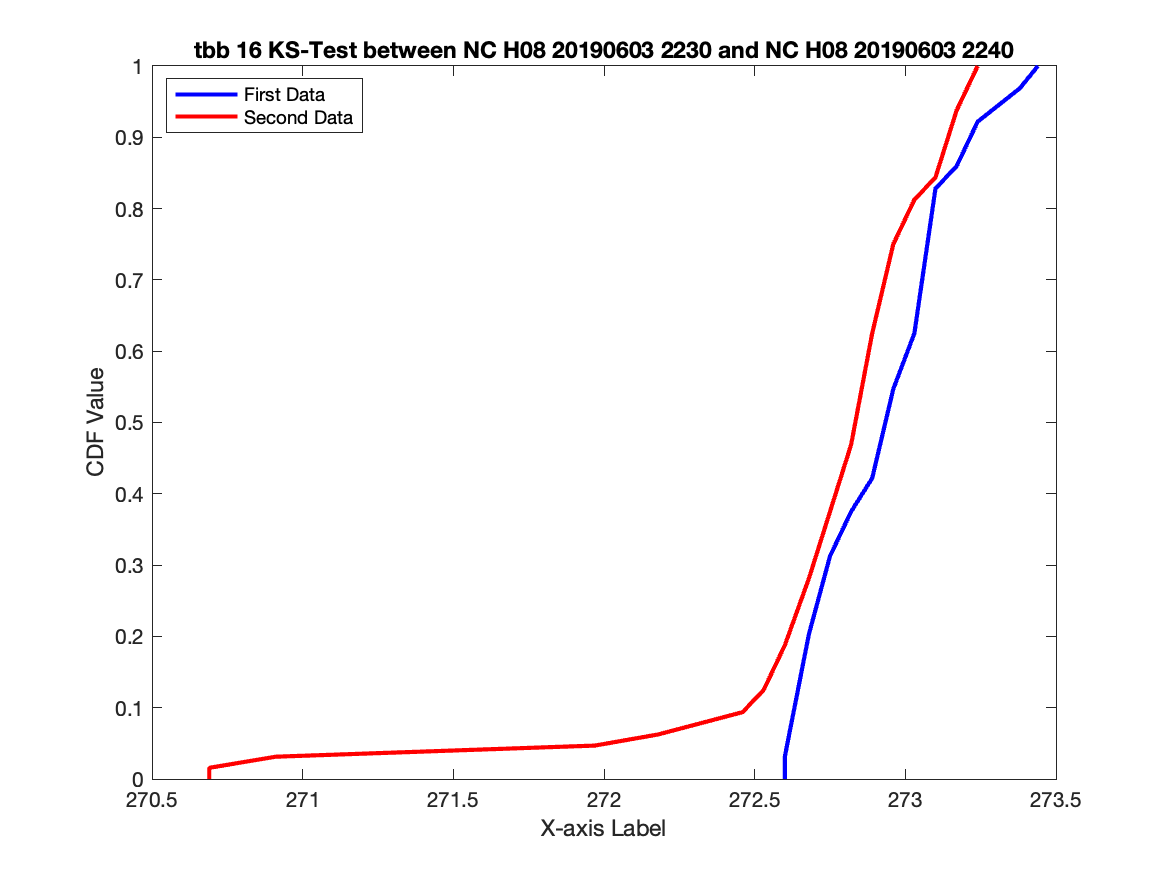 tbb 16 KS-Test between NC H08 20190603 2230 and NC H08 20190603 2240
First Data
Second Data
1
0.9
0.8
0.7
0.6
0.5
0.4
0.3
0.2
0.1
0
CDF Value
270.5 271 271.5 272 272.5 273 273.5
X-axis Label